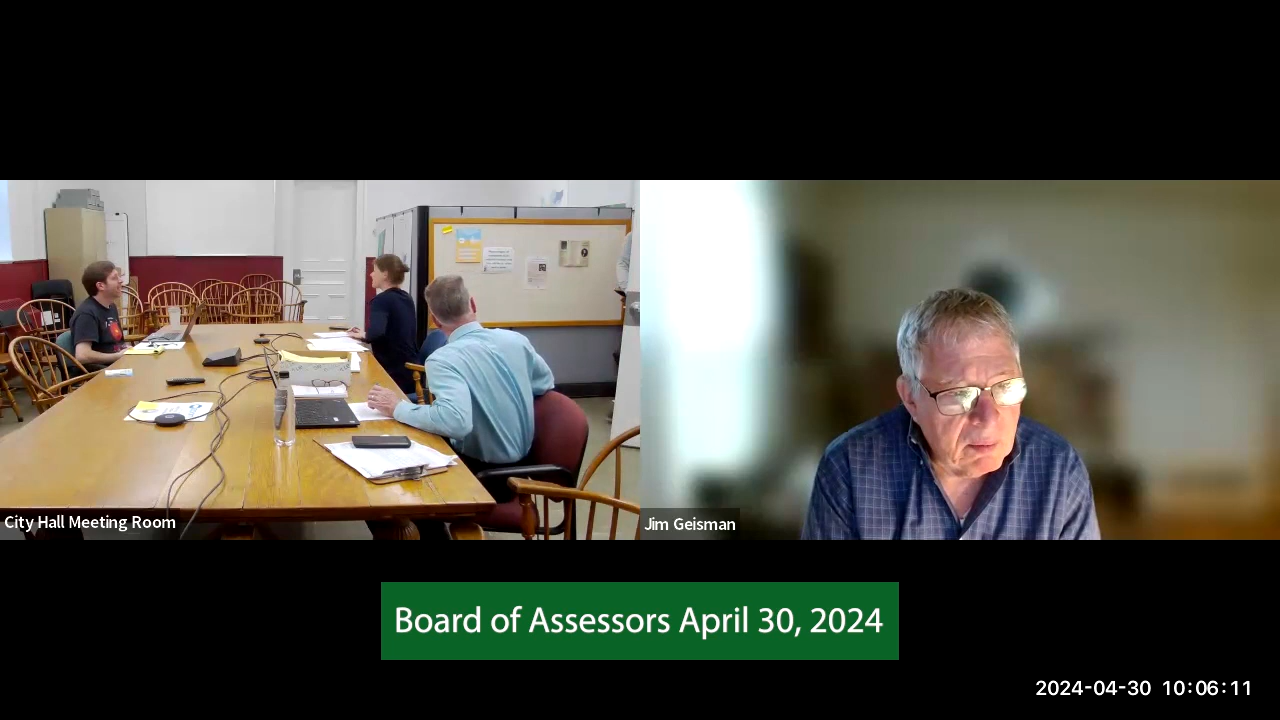 City Hall Meeting Room
Jim Geisman
Board of Assessors April 30, 2024
2024-04-30 10:06:11